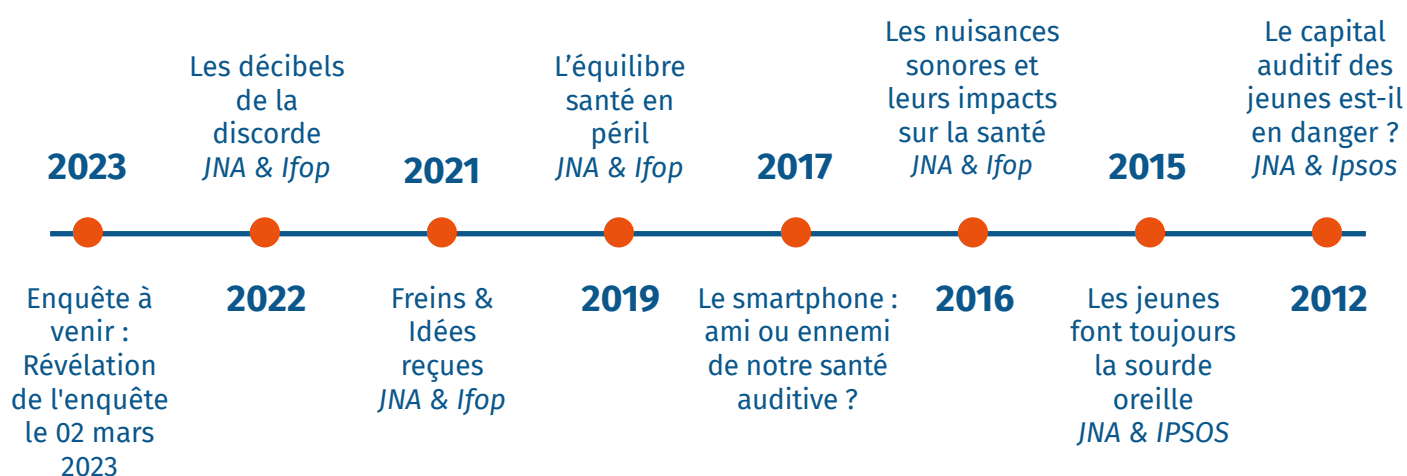 2023
Enquête à
venir :
Révélation
de l'enquête
le 02 mars
2023
Les décibels
de la
discorde
JNA & Ifop
2022
2021
Freins &
Idées
reçues
JNA & Ifop
L’équilibre
santé en
péril
JNA & Ifop
2019
2017
Le smartphone :
ami ou ennemi
de notre santé
auditive ?
Les nuisances
sonores et
leurs impacts
sur la santé
JNA & Ifop
2016
2015
Les jeunes
font toujours
la sourde
oreille
JNA & IPSOS
Le capital
auditif des
jeunes est-il
en danger ?
JNA & Ipsos
2012